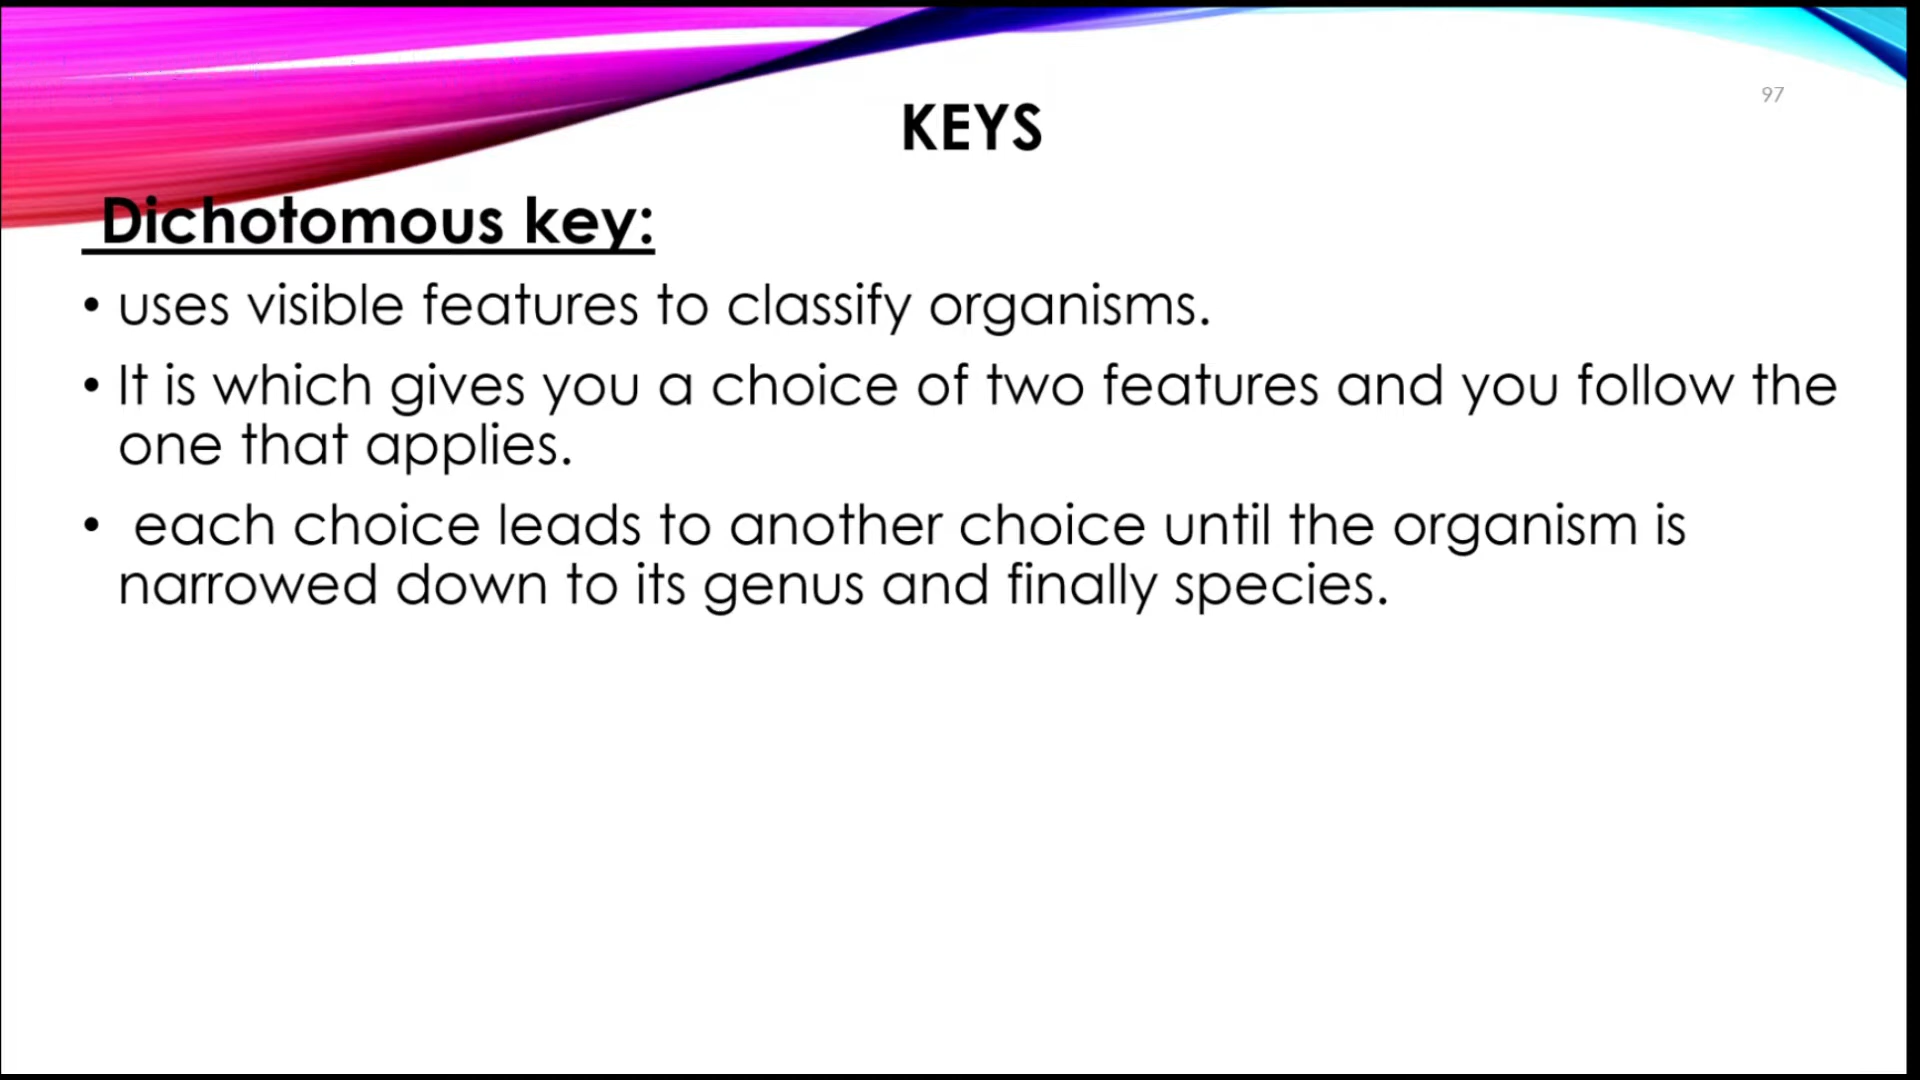 97
KEYS
Dichotomous key:
• uses visible features to classify organisms.
• It is which gives you a choice of two features and you follow the
one that applies.
• each choice leads to another choice until the organism is
narrowed down to its genus and finally species.